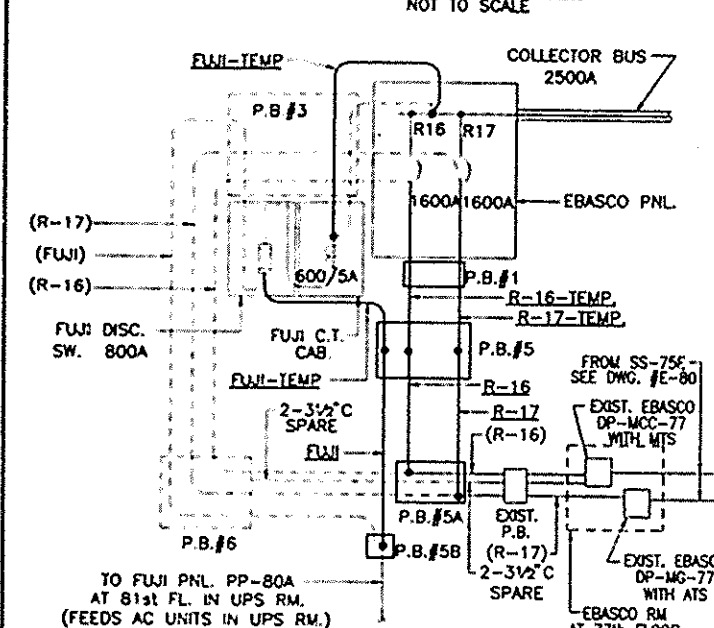 NOT TO SCALE
FUJI-TEMP
COLLECTOR BUS
2500A
P.B.#3
R16
R17
1600A
1600A
EBASCO PNL.
(R-17)
(FUJI)
(R-16)
600/5A
P.B.#1
R-16-TEMP.
R-17-TEMP.
FUJI DISC.
SW. 800A
FUJI C.T.
CAB.
P.B.#5
FUJI-TEMP
FROM SS-75
SEE DWG. #E-80
R-16
2-3½"C
SPARE
R-17
(R-16)
EXIST. EBASCO
DP-MCC-77
WITH MTS
FUJI
P.B.#5A
EXIST.
P.B.
P.B.#6
P.B.#5B
(R-17)
2-3½"C
SPARE
EXIST. EBASC
DP-MG-77
WITH ATS
TO FUJI PNL. PP-80A
AT 81st FL. IN UPS RM.
(FEEDS AC UNITS IN UPS RM.)
EBASCO RM
AT 77th FLOOR